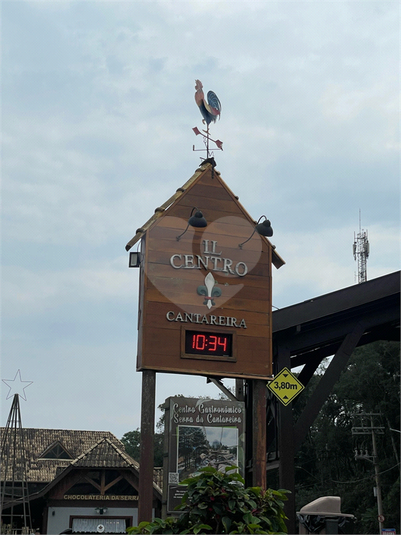 IL
CENTRO
CANTAREIRA
10:34
3,80m
Centro Gastronômico
Serra da Cantareira
CHOCOLATERIA DA SERRA